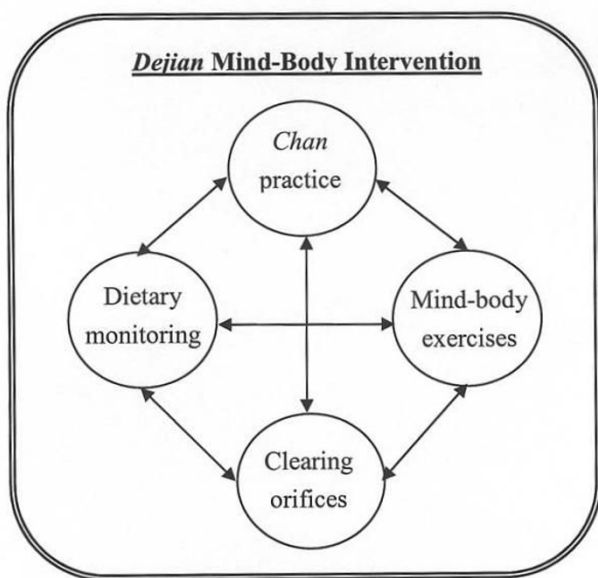 Dejian Mind-Body Intervention
Chan
practice
Dietary
monitoring
Mind-body
exercises
Clearing
orifices